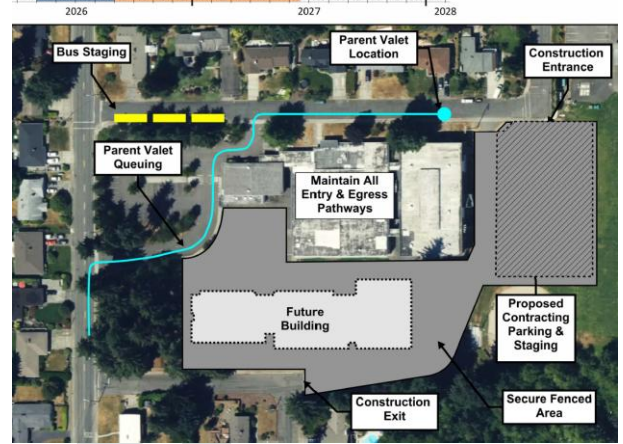 2026
2027
2028
Bus Staging
Parent Valet
Location
Construction
Entrance
Parent Valet
Queuing
Maintain All
Entry & Egress
Pathways
Future
Building
Proposed
Contracting
Parking &
Staging
Construction
Exit
Secure Fenced
Area